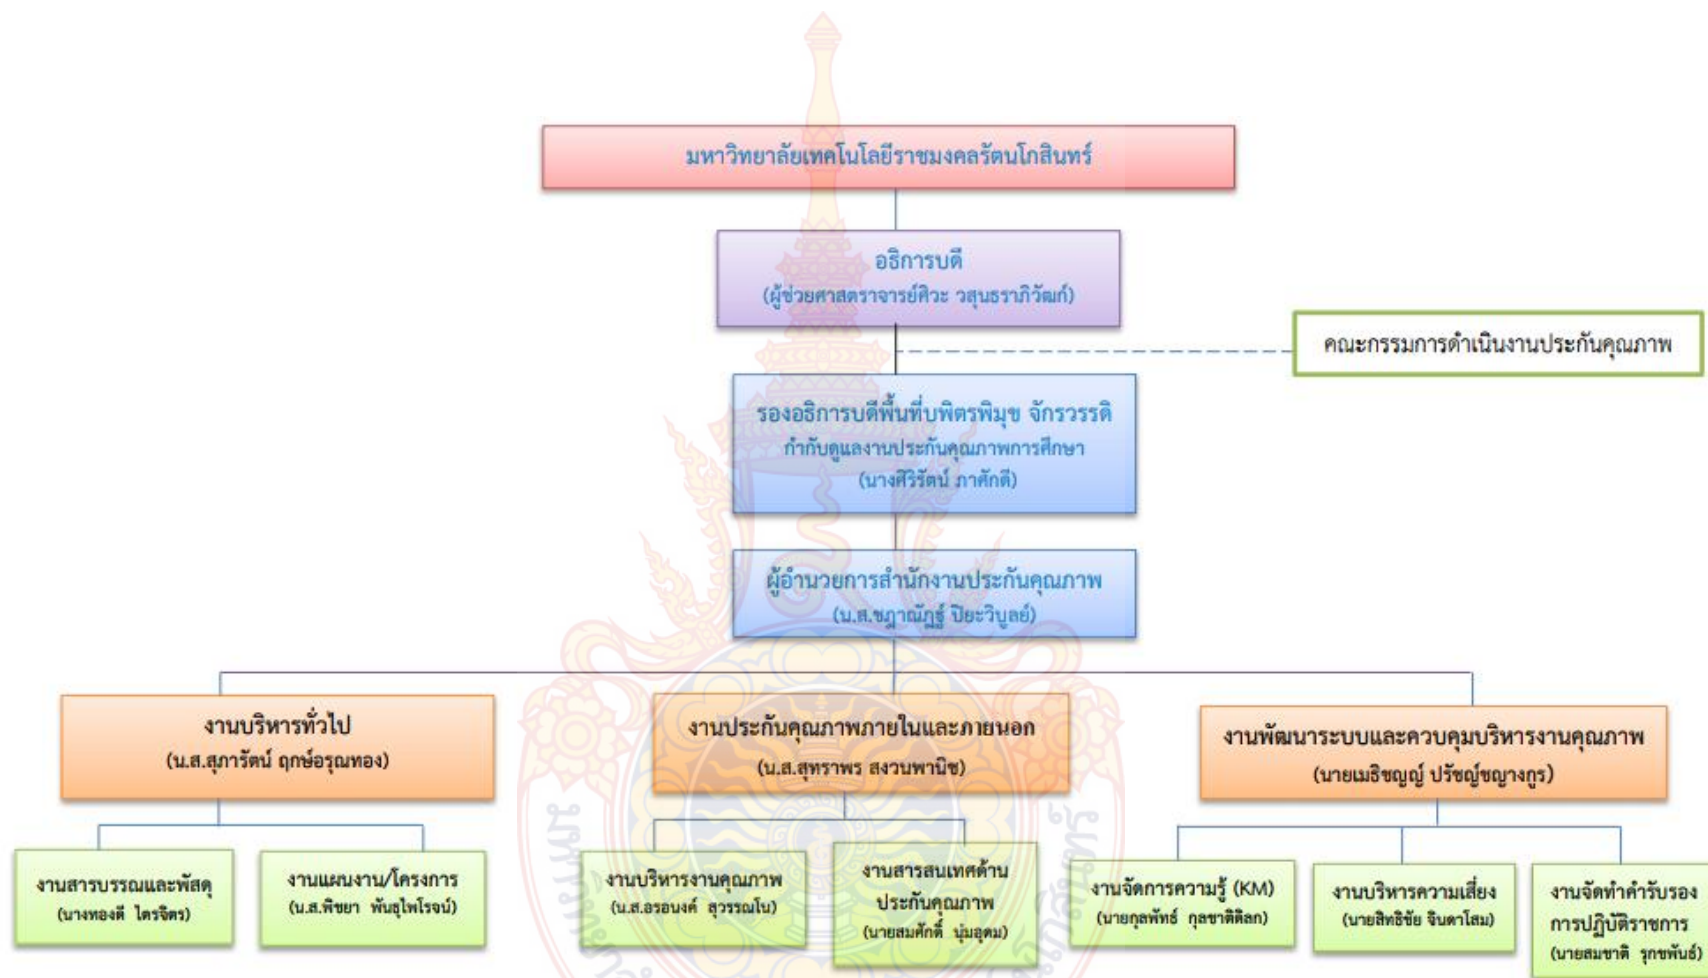 มหาวิทยาลัยเทคโนโลยีราชมงคลรัตนโกสินทร์
อธิการบดี
(ผู้ช่วยศาสตราจารย์ศิวะ วสุนธราภิวัฒก์)
คณะกรรมการดำเนินงานประกันคุณภาพ
รองอธิการบดีพื้นที่บพิตรพิมุข จักรวรรดิ
กำกับดูแลงานประกันคุณภาพการศึกษา
(นางศิริรัตน์ ภาศักดี)
ผู้อำนวยการสำนักงานประกันคุณภาพ
(น.ส.ชฎาณัฏฐ์ ปิยะวิบูลย์)
งานบริหารทั่วไป
(น.ส.สุภารัตน์ ฤกษ์อรุณทอง)
งานประกันคุณภาพภายในและภายนอก
(น.ส.สุทราพร สงวนพานิช)
งานพัฒนาระบบและควบคุมบริหารงานคุณภาพ
(นายเมธิชญญ์ ปรัชญ์ชญางกูร)
งานสารบรรณและพัสดุ
(นางทองดี ไตรจิตร)
งานแผนงาน/โครงการ
(น.ส.พิชยา พันธุไพโรจน์)
งานบริหารงานคุณภาพ
(น.ส.อรอนงค์ สุวรรณโน)
งานสารสนเทศด้าน
ประกันคุณภาพ
(นายสมศักดิ์ นุ่มอุดม)
งานจัดการความรู้ (KM)
(นายกุลพัทธ์ กุลชาติดิลก)
งานบริหารความเสี่ยง
(นายสิทธิชัย จินดาโสม)
งานจัดทำคำรับรอง
การปฏิบัติราชการ
(นายสมชาติ รุกขพันธ์)